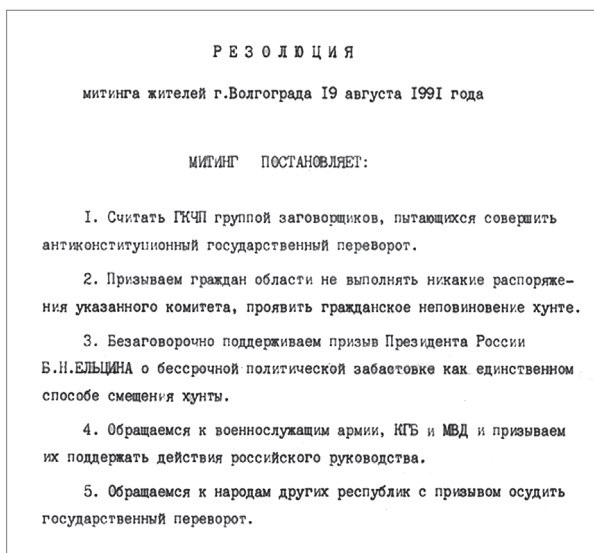 РЕЗОЛЮЦИЯ
митинга жителей г.Волгограда 19 августа 1991 года
МИТИНГ ПОСТАНОВЛЯЕТ:
1. Считать ГКЧП группой заговорщиков, пытающихся совершить
антиконституционный государственный переворот.
2. Призываем граждан области не выполнять никакие распоряже-
ния указанного комитета, проявить гражданское неповиновение хунте.
3. Безаговорочно поддерживаем призыв Президента России
Б.Н.ЕЛЬЦИНА о бессрочной политической забастовке как единственном
способе смещения хунты.
4. Обращаемся к военнослужащим армии, КГБ и МВД и призываем
их поддержать действия российского руководства.
5. Обращаемся к народам других республик с призывом осудить
государственный переворот.